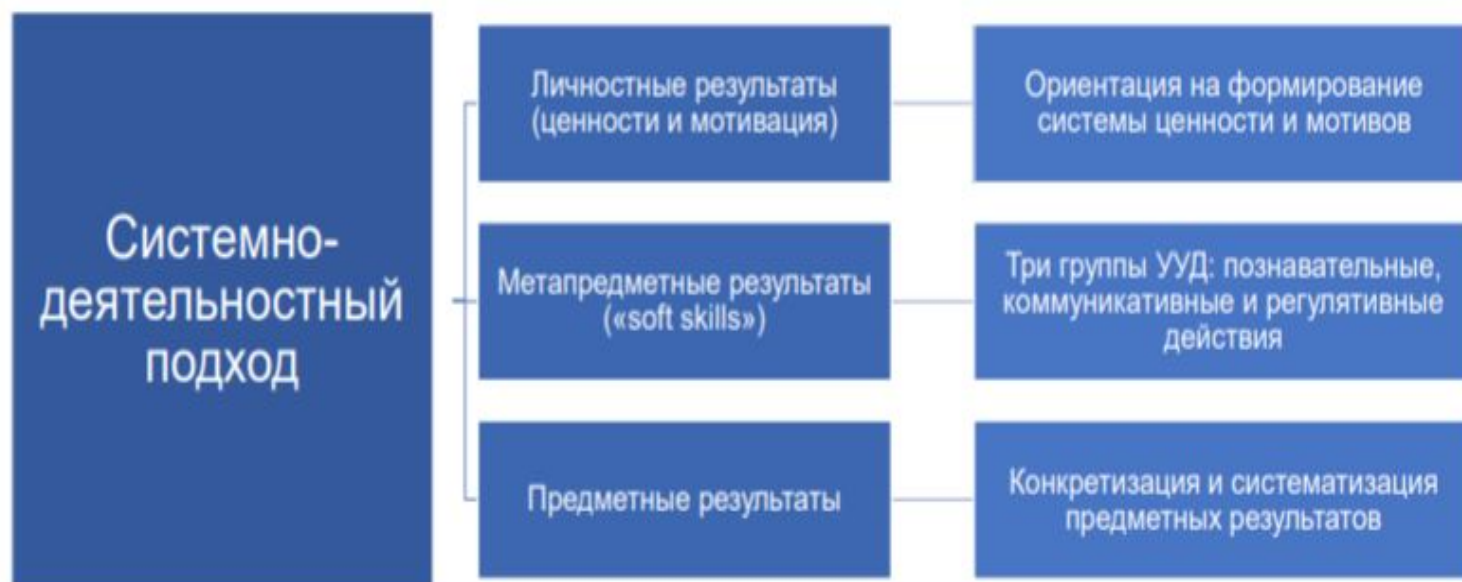 Системно-
деятельностный
подход
Личностные результаты
(ценности и мотивация)
Ориентация на формирование
системы ценности и мотивов
Метапредметные результаты
(«soft skills»)
Три группы УУД: познавательные,
коммуникативные и регулятивные
действия
Предметные результаты
Конкретизация и систематизация
предметных результатов